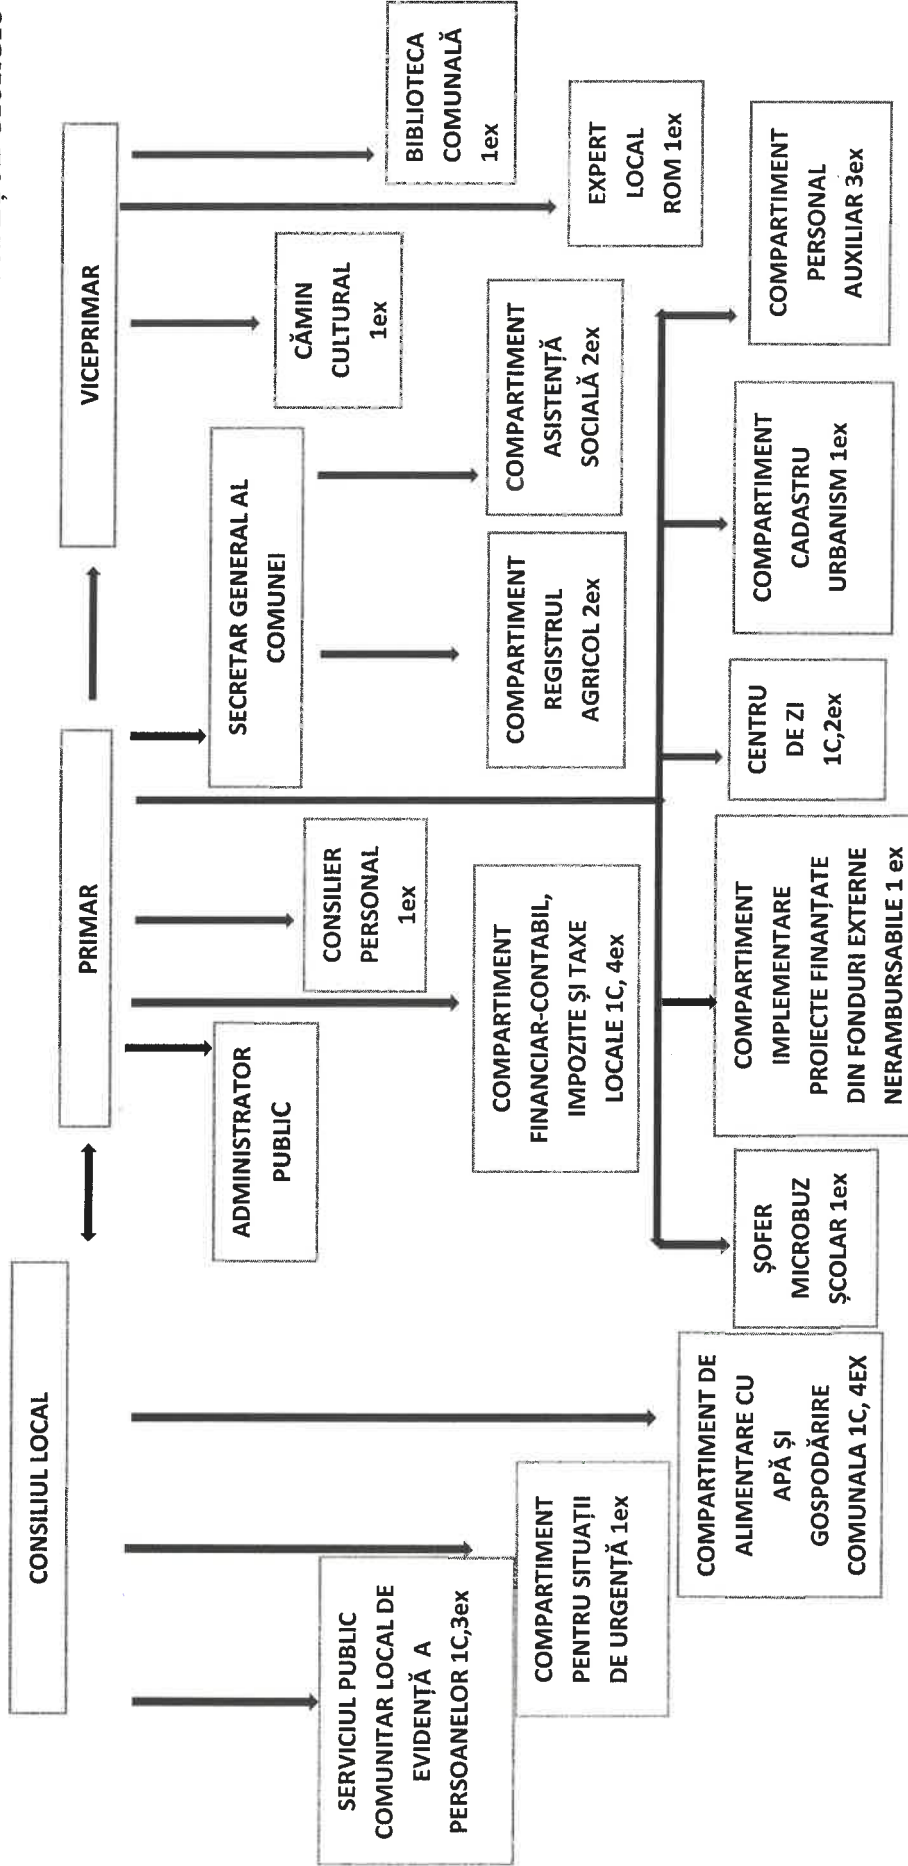 CONSILIUL LOCAL
PRIMAR
VICEPRIMAR
SERVICIUL PUBLIC
COMUNITAR LOCAL DE
EVIDENȚĂ A
PERSOANELOR 1C,3ex
COMPARTIMENT
PENTRU SITUAȚII
DE URGENȚĂ 1ex
COMPARTIMENT DE
ALIMENTARE CU
APĂ ȘI
GOSPODĂRIRE
COMUNALA 1C, 4EX
ADMINISTRATOR
PUBLIC
CONSILIER
PERSONAL
1ex
COMPARTIMENT
FINANCIAR-CONTABIL,
IMPOZITE ȘI TAXE
LOCALE 1C, 4ex
SECRETAR GENERAL AL
COMUNEI
COMPARTIMENT
REGISTRUL
AGRICOL 2ex
COMPARTIMENT
ASISTENȚĂ
SOCIALĂ 2ex
CĂMIN
CULTURAL
1ex
BIBLIOTECA
COMUNALĂ
1ex
EXPERT
LOCAL
ROM 1ex
ȘOFER
MICROBUZ
ȘCOLAR 1ex
COMPARTIMENT
IMPLEMENTARE
PROIECTE FINANȚATE
DIN FONDURI EXTERNE
NERAMBURSABILE 1 ex
CENTRU
DE ZI
1C,2ex
COMPARTIMENT
CADASTRU
URBANISM 1ex
COMPARTIMENT
PERSONAL
AUXILIAR 3ex